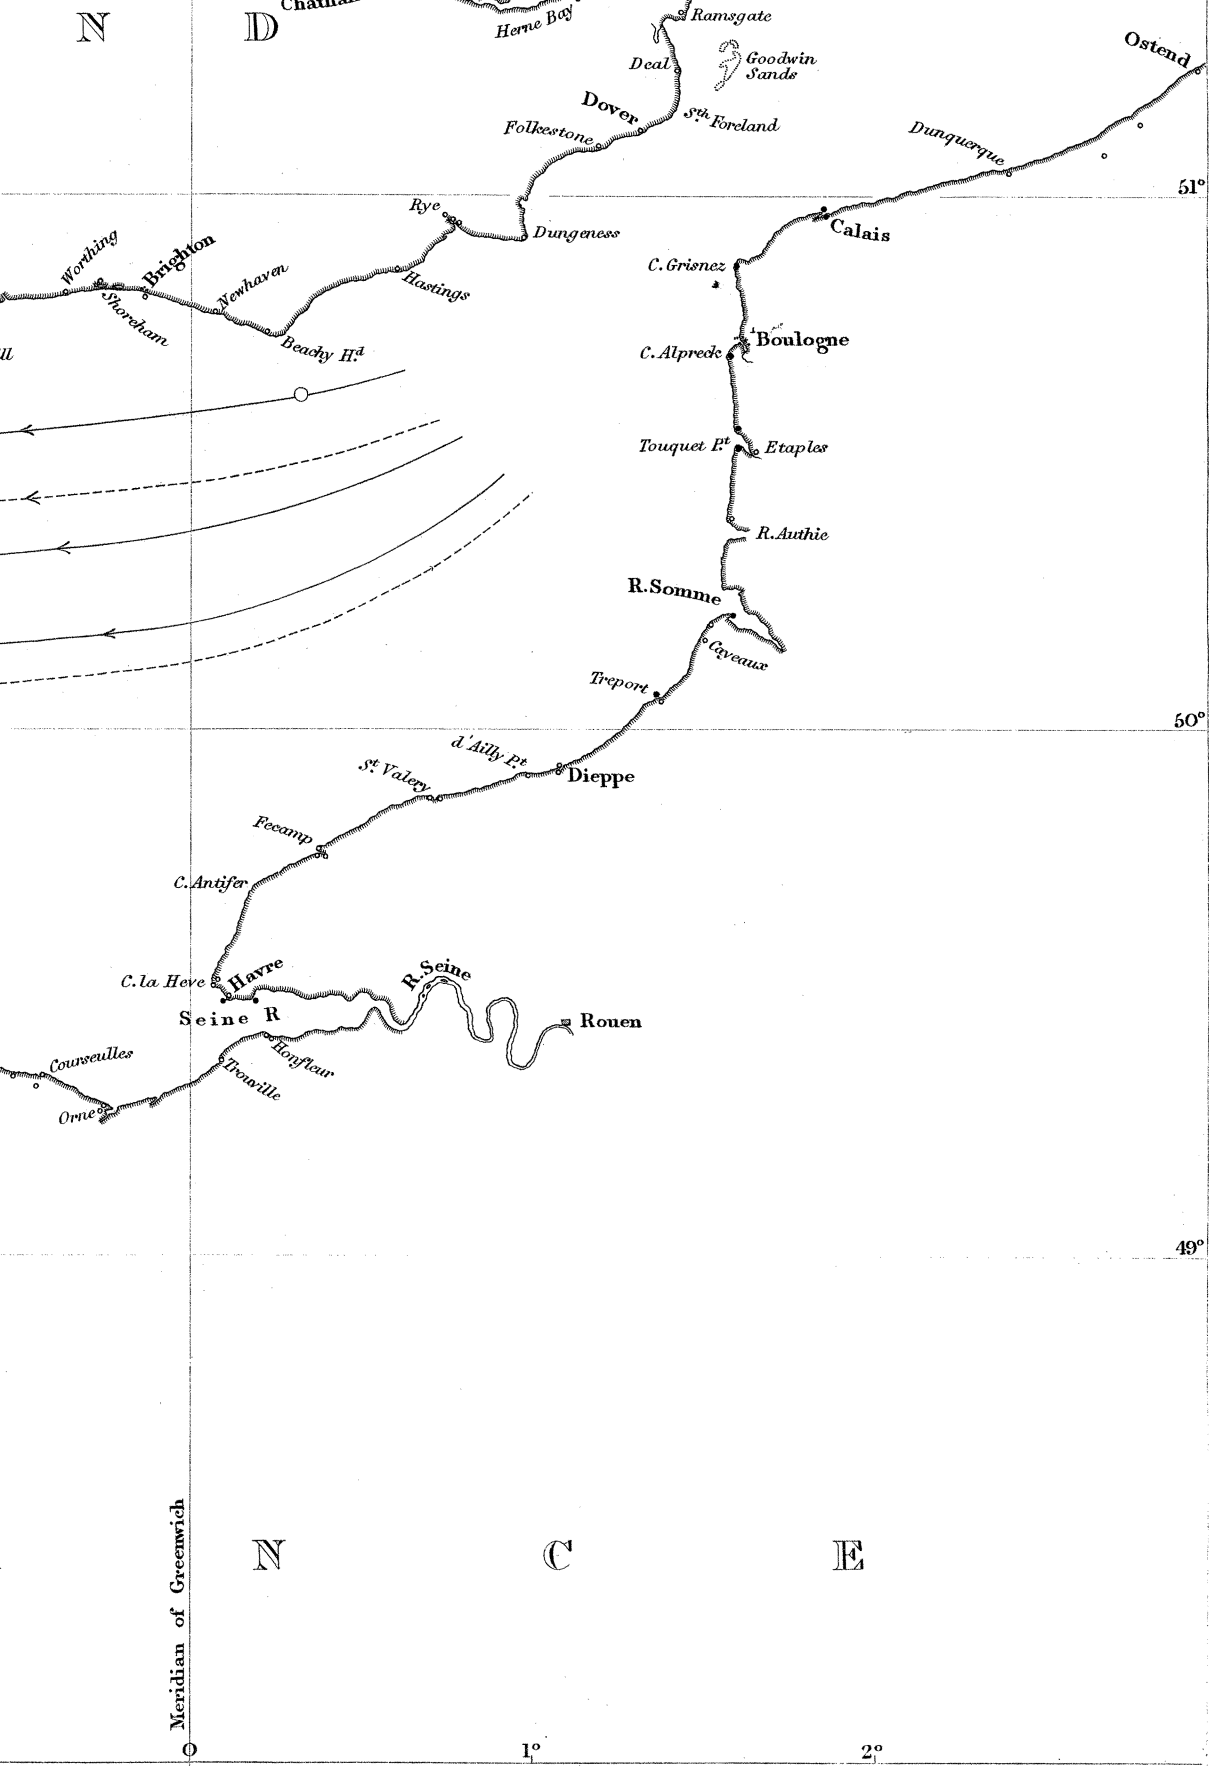 N D
Herne Bay
Ramsgate
Goodwin
Sands
Deal
Ostend
Dover
Sth. Foreland
Folkestone
Dunquerque
51°
Rye
Dungeness
Calais
Worthing
Brighton
Shoreham
Newhaven
Hastings
Beachy Hd.
C. Grisnez
Boulogne
C. Alpreck
Touquet Pt.
Etaples
R. Authie
R. Somme
Cayeaux
Treport
50°
d'Ailly Pt.
Dieppe
St. Valery
Fecamp
C. Antifer
C. la Heve
Havre
R. Seine
Seine R
Rouen
Honfleur
Trouville
Courseulles
Orne
49°
N C E
Meridian of Greenwich
0 1° 2°